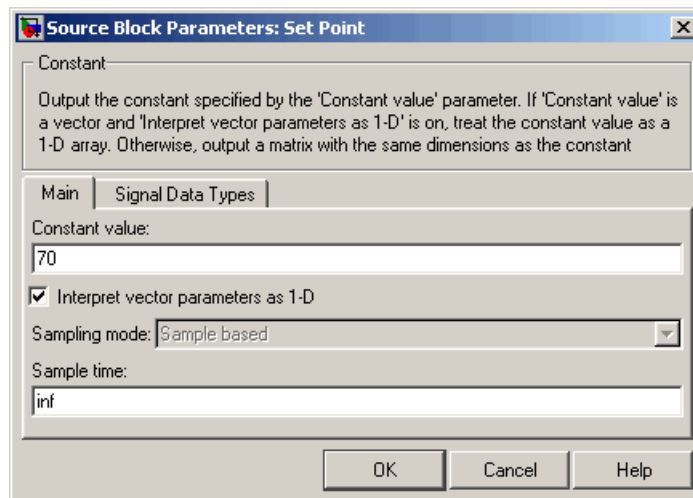 Source Block Parameters: Set Point
Constant
Output the constant specified by the 'Constant value' parameter. If 'Constant value' is
a vector and 'Interpret vector parameters as 1-D' is on, treat the constant value as a
1-D array. Otherwise, output a matrix with the same dimensions as the constant
Main
Signal Data Types
Constant value:
70
Interpret vector parameters as 1-D
Sampling mode: Sample based
Sample time:
inf
OK
Cancel
Help